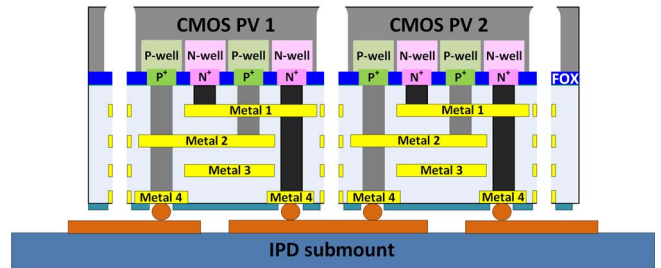 CMOS PV 1 CMOS PV 2
P-well N-well P-well N-well P-well N-well P-well N-well
P+ N+ P+ N+ P+ N+ P+ N+ FOX
Metal 1 Metal 1
Metal 2 Metal 2
Metal 3 Metal 3
Metal 4 Metal 4 Metal 4 Metal 4
IPD submount